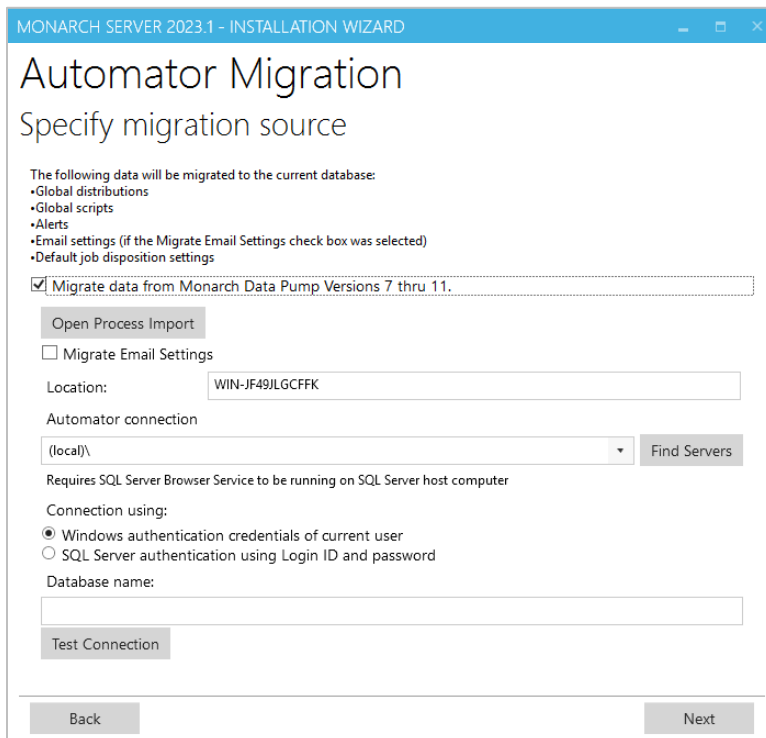 MONARCH SERVER 2023.1 - INSTALLATION WIZARD
Automator Migration
Specify migration source
The following data will be migrated to the current database:
•Global distributions
•Global scripts
•Alerts
•Email settings (if the Migrate Email Settings check box was selected)
•Default job disposition settings
Migrate data from Monarch Data Pump Versions 7 thru 11.
Open Process Import
Migrate Email Settings
Location: WIN-JF49JLGCFFK
Automator connection
(local)\ Find Servers
Requires SQL Server Browser Service to be running on SQL Server host computer
Connection using:
Windows authentication credentials of current user
SQL Server authentication using Login ID and password
Database name:
Test Connection
Back Next